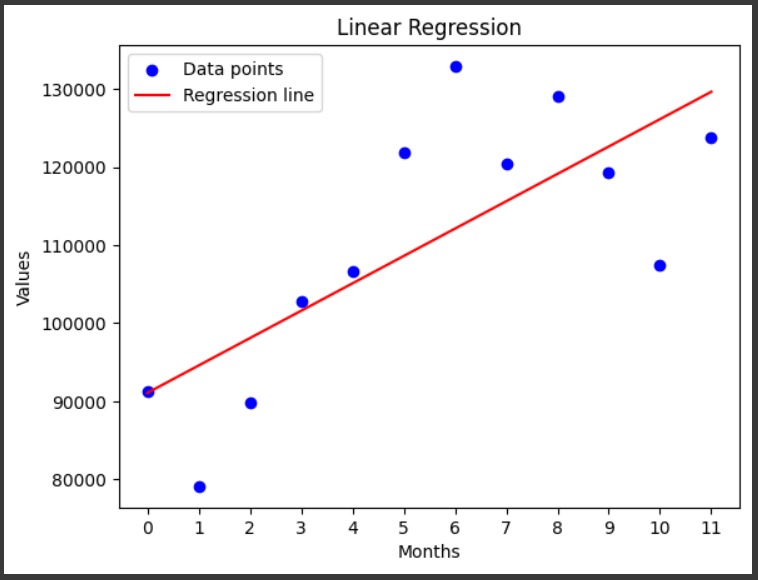 Linear Regression
Data points
Regression line
130000
120000
110000
100000
90000
80000
Values
0 1 2 3 4 5 6 7 8 9 10 11
Months